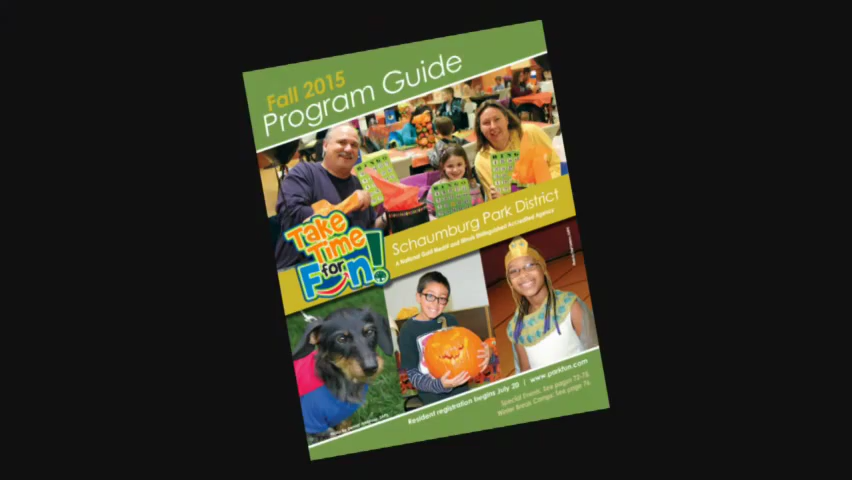 Fall 2015
Program Guide
BINGO
BINGO
Take
Time
for
Fun!
Schaumburg Park District
a National Gold Medal and Illinois Distinguished Accredited Agency
Resident registration begins July 20 | www.parkfun.com
Special Events, See pages 72-75.
Winter Break Camps: See page 76.